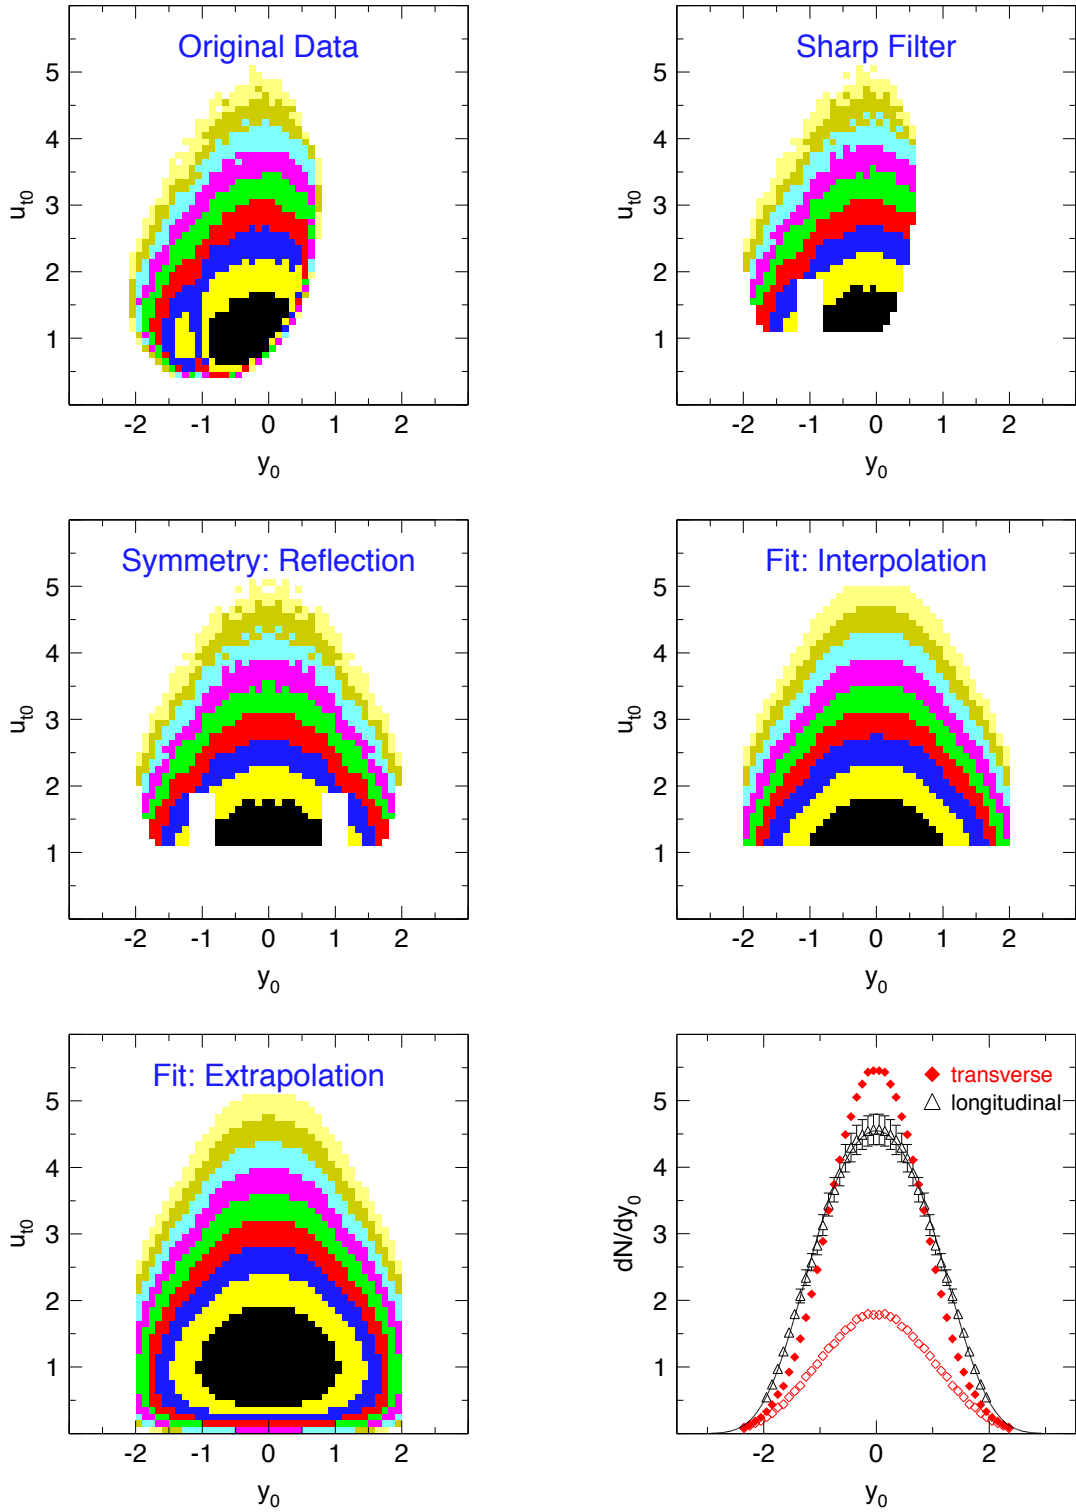 Original Data
5
4
3
2
1
u_t0
-2 -1 0 1 2
y_0
Sharp Filter
5
4
3
2
1
u_t0
-2 -1 0 1 2
y_0
Symmetry: Reflection
5
4
3
2
1
u_t0
-2 -1 0 1 2
y_0
Fit: Interpolation
5
4
3
2
1
u_t0
-2 -1 0 1 2
y_0
Fit: Extrapolation
5
4
3
2
1
u_t0
-2 -1 0 1 2
y_0
transverse
longitudinal
5
4
3
2
1
dN/dy_0
-2 0 2
y_0